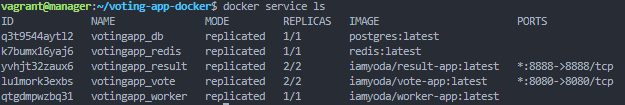 vagrant@manager:~/voting-app-docker$ docker service ls
ID NAME MODE REPLICAS IMAGE PORTS
q3t9544aytl2 votingapp_db replicated 1/1 postgres:latest
k7bumx16yaj6 votingapp_redis replicated 1/1 redis:latest
yvhjt32zaux6 votingapp_result replicated 2/2 iamyoda/result-app:latest *:8888->8888/tcp
lu1mork3exbs votingapp_vote replicated 2/2 iamyoda/vote-app:latest *:8080->8080/tcp
qtgdmpwzbq31 votingapp_worker replicated 1/1 iamyoda/worker-app:latest